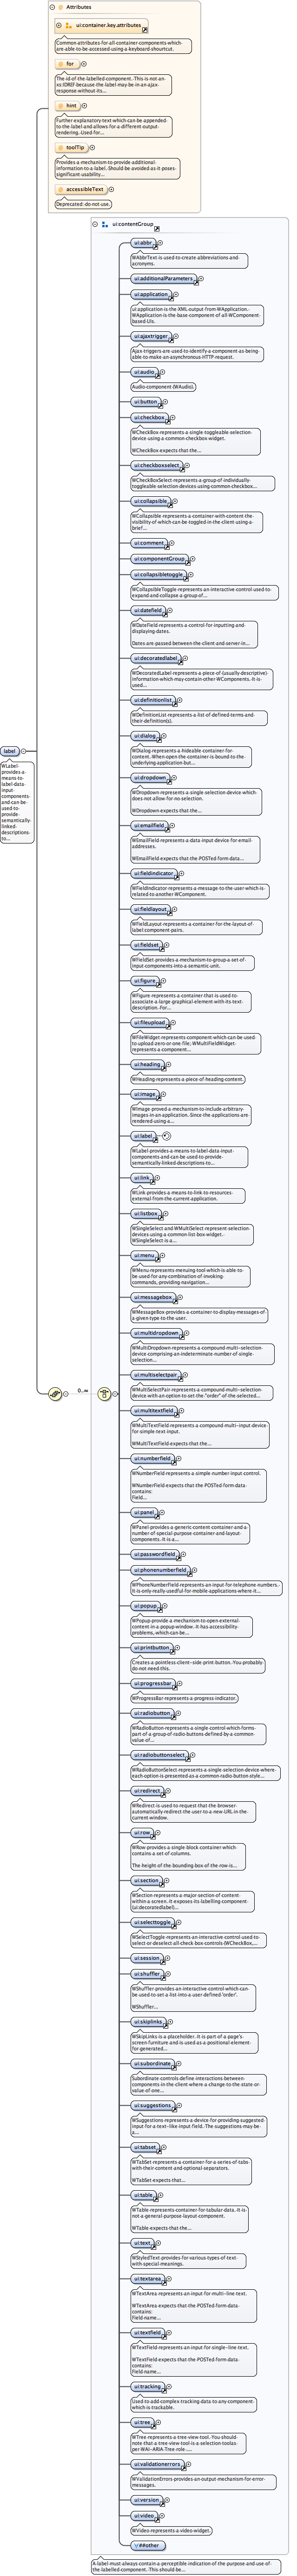 Attributes
ui:container.key.attributes
Common attributes for all container components which
are able to be accessed using a keyboard shortcut.
for
The id of the labelled component. This is not an
xs:IDREF because the label may be in an ajax
response without its...
hint
Further explanatory text which can be appended
to the label and allows for a different output
rendering. Used for...
toolTip
Provides a mechanism to provide additional
information to a label. Should be avoided as it poses
significant usability...
accessibleText
Deprecated: do not use.
ui:contentGroup
ui:abbr
WAbbrText is used to create abbreviations and
acronyms.
ui:additionalParameters
ui:application
ui:application is the XML output from WApplication.
WApplication is the base component of all WComponent
based UIs.
ui:ajaxtrigger
Ajax triggers are used to identify a component as being
able to make an asynchronous HTTP request.
ui:audio
Audio component (WAudio).
ui:button
ui:checkbox
WCheckBox represents a single toggleable selection
device using a common checkbox widget.
WCheckBox expects that the...
ui:checkboxselect
WCheckBoxSelect represents a group of individually
toggleable selection devices using common checkbox...
ui:collapsible
WCollapsible represents a container with content the
visibility of which can be toggled in the client using a
brief...
ui:comment
ui:componentGroup
ui:collapsibletoggle
WCollapsibleToggle represents an interactive control used to
expand and collapse a group of...
ui:datefield
WDateField represents a control for inputting and
displaying dates.
Dates are passed between the client and server in...
ui:decoratedlabel
WDecoratedLabel represents a piece of (usually descriptive)
information which may contain other WComponents. It is
used...
ui:definitionlist
WDefinitionList represents a list of defined terms and
their definition(s).
ui:dialog
WDialog represents a hideable container for
content. When open the container is bound to the
underlying application but...
ui:dropdown
WDropdown represents a single selection device which
does not allow for no selection.
WDropdown expects that the...
ui:emailfield
WEmailField represents a data input device for email
addresses.
WEmailField expects that the POSTed form data...
ui:fieldindicator
WFieldIndicator represents a message to the user which is
related to another WComponent.
ui:fieldlayout
WFieldLayout represents a container for the layout of
label:component pairs.
ui:fieldset
WFieldSet provides a mechanism to group a set of
input components into a semantic unit.
ui:figure
WFigure represents a container that is used to
associate a large graphical element with its text
description. For...
ui:fileupload
WFileWidget represents component which can be used
to upload zero or one file; WMultiFileWidget
represents a component...
ui:heading
WHeading represents a piece of heading content.
ui:image
WImage proved a mechanism to include arbitrary
images in an application. Since the applications are
rendered using a...
ui:label
WLabel provides a means to label data input
components and can be used to provide
semantically linked descriptions to...
ui:link
WLink provides a means to link to resources
external from the current application.
ui:listbox
WSingleSelect and WMultiSelect represent selection
devices using a common list box widget.
WSingleSelect is a...
ui:menu
WMenu represents menuing tool which is able to
be used for any combination of invoking
commands, providing navigation...
ui:messagebox
WMessageBox provides a container to display messages of
a given type to the user.
ui:multidropdown
WMultiDropdown represents a compound multi-selection
device comprising an indeterminate number of single
selection...
label
WLabel
provides a
means to
label data
input
components
and can be
used to
provide
semantically
linked
descriptions
to...
0..∞
ui:multiselectpair
WMultiSelectPair represents a compound multi-selection
device with an option to set the "order" of the selected...
ui:multitextfield
WMultiTextField represents a compound multi-input device
for simple text input.
WMultiTextField expects that the...
ui:numberfield
WNumberField represents a simple number input control.
WNumberField expects that the POSTed form data
contains:
Field...
ui:panel
WPanel provides a generic content container and a
number of special purpose container and layout
components. It is a...
ui:passwordfield
ui:phonenumberfield
WPhoneNumberField represents an input for telephone numbers.
It is only really useful for mobile applications where it...
ui:popup
WPopup provide a mechanism to open external
content in a popup window. It has accessibility
problems, which can be...
ui:printbutton
Creates a pointless client-side print button. You probably
do not need this.
ui:progressbar
WProgressBar represents a progress indicator.
ui:radiobutton
WRadioButton represents a single control which forms
part of a group of radio buttons defined by a common
value of...
ui:radiobuttonselect
WRadioButtonSelect represents a single selection device where
each option is presented as a common radio button style...
ui:redirect
WRedirect is used to request that the browser
automatically redirect the user to a new URL in the
current window.
ui:row
WRow provides a single block container which
contains a set of columns.
The height of the bounding box of the row is...
ui:section
WSection represents a major section of content
within a screen. It exposes its labelling component
(ui:decoratedlabel)...
ui:selecttoggle
WSelectToggle represents an interactive control used to
select or deselect all check box controls (WCheckBox,...
ui:session
ui:shuffler
WShuffler provides an interactive control which can
be used to set a list into a user defined 'order'.
WShuffler...
ui:skiplinks
WSkipLinks is a placeholder. It is part of a page's
screen furniture and is used as a positional element
for generated...
ui:subordinate
Subordinate controls define interactions between
components in the client where a change to the state or
value of one...
ui:suggestions
WSuggestions represents a device for providing suggested
input for a text-like input field. The suggestions may be
a...
ui:tabset
WTabSet represents a container for a series of tabs
with their content and optional separators.
WTabSet expects that...
ui:table
WTable represents container for tabular data. It is
not a general purpose layout component.
WTable expects that the...
ui:text
WStyledText provides for various types of text
with special meanings.
ui:textarea
WTextArea represents an input for multi-line text.
WTextArea expects that the POSTed form data
contains:
Field name...
ui:textfield
WTextField represents an input for single-line text.
WTextField expects that the POSTed form data
contains:
Field name...
ui:tracking
Used to add complex tracking data to any component
which is trackable.
ui:tree
WTree represents a tree view tool. You should
note that a tree view tool is a selection tool as
per WAI-ARIA Tree role ....
ui:validationerrors
WValidationErrors provides an output mechanism for error
messages.
ui:version
ui:video
WVideo represents a video widget.
##other
A label must always contain a perceptible indication of the purpose and use of
the labelled component. This should be...